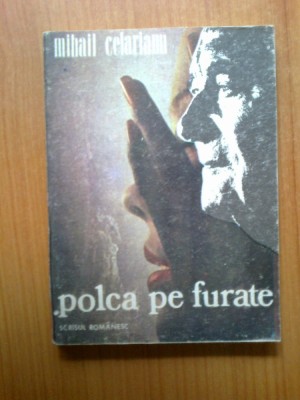 mihail celarianu
polca pe furate
SCRISUL ROMÂNESC